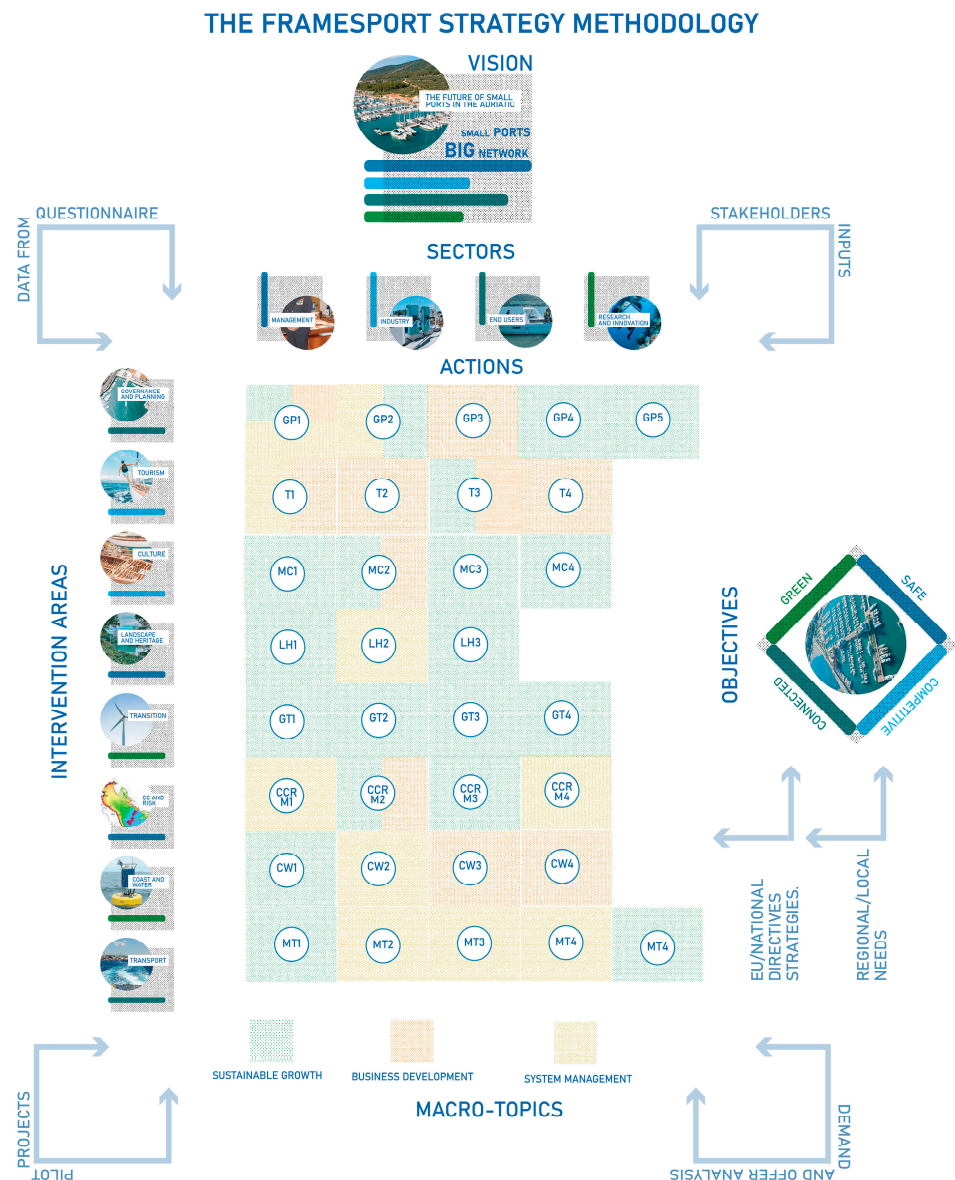 THE FRAMESPORT STRATEGY METHODOLOGY
VISION
THE FUTURE OF SMALL
PORTS IN THE ADRIATIC
SMALL PORTS
BIG NETWORK
DATA FROM
QUESTIONNAIRE
STAKEHOLDERS
INPUTS
SECTORS
MANAGEMENT
INDUSTRY
END USERS
RESEARCH
AND INNOVATION
ACTIONS
INTERVENTION AREAS
GOVERNANCE
AND PLANNING
GP1
GP2
GP3
GP4
GP5
TOURISM
T1
T2
T3
T4
CULTURE
MC1
MC2
MC3
MC4
LANDSCAPE
AND HERITAGE
LH1
LH2
LH3
TRANSITION
GT1
GT2
GT3
GT4
CC AND
RISK
CCR
M1
CCR
M2
CCR
M3
CCR
M4
COAST AND
WATER
CW1
CW2
CW3
CW4
TRANSPORT
MT1
MT2
MT3
MT4
MT4
OBJECTIVES
GREEN
SAFE
CONNECTED
COMPETITIVE
EU/NATIONAL
DIRECTIVES
STRATEGIES.
REGIONAL/LOCAL
NEEDS
SUSTAINABLE GROWTH
BUSINESS DEVELOPMENT
SYSTEM MANAGEMENT
MACRO-TOPICS
PROJECTS
PILOT
DEMAND
AND OFFER ANALYSIS